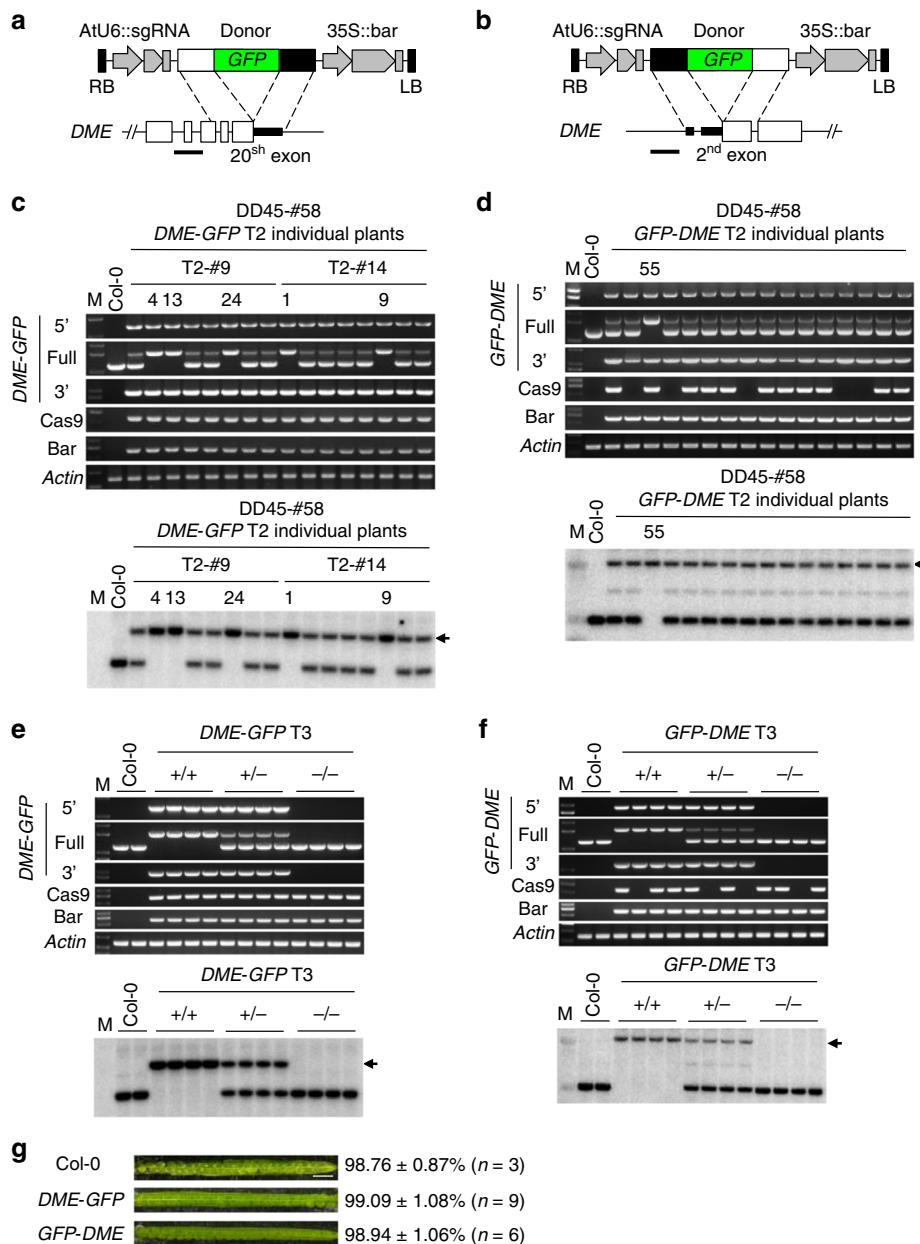 a
AtU6::sgRNA Donor 35S::bar
GFP
RB LB
DME
20sh exon
b
AtU6::sgRNA Donor 35S::bar
GFP
RB LB
DME
2nd exon
c
DD45-#58
DME-GFP T2 individual plants
T2-#9 T2-#14
M Col-0 4 13 24 1 9
DME-GFP
5’
Full
3’
Cas9
Bar
Actin
DD45-#58
DME-GFP T2 individual plants
T2-#9 T2-#14
M Col-0 4 13 24 1 9
d
DD45-#58
GFP-DME T2 individual plants
M Col-0 55
GFP-DME
5’
Full
3’
Cas9
Bar
Actin
DD45-#58
GFP-DME T2 individual plants
M Col-0 55
e
DME-GFP T3
M Col-0 +/+ +/– –/–
DME-GFP
5’
Full
3’
Cas9
Bar
Actin
DME-GFP T3
M Col-0 +/+ +/– –/–
f
GFP-DME T3
M Col-0 +/+ +/– –/–
GFP-DME
5’
Full
3’
Cas9
Bar
Actin
GFP-DME T3
M Col-0 +/+ +/– –/–
g
Col-0 98.76 ± 0.87% (n = 3)
DME-GFP 99.09 ± 1.08% (n = 9)
GFP-DME 98.94 ± 1.06% (n = 6)